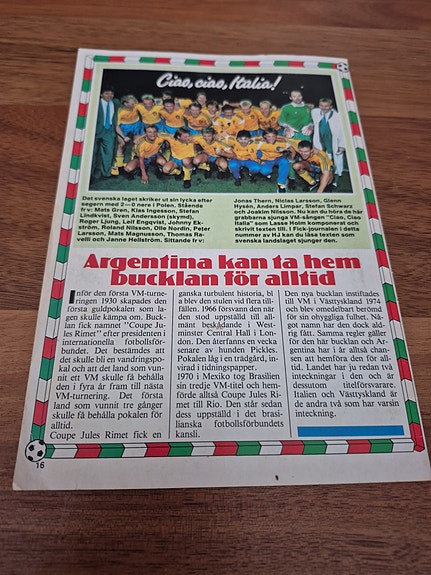 Ciao, ciao, Italia!
Det svenska laget skriker ut sin lycka efter
segern med 2—0 nere i Polen. Stående
fr v: Mats Gren, Klas Ingesson, Stefan
Lindkvist, Sven Andersson (skymd),
Roger Ljung, Leif Engqvist, Johnny Ek-
ström, Roland Nilsson, Olle Nordin, Peter
Larsson, Mats Magnusson, Thomas Ra-
velli och Janne Hellström. Sittande fr v:
Jonas Thern, Niclas Larsson, Glenn
Hysén, Anders Limpar, Stefan Schwarz
och Joakim Nilsson. Nu kan du höra de här
grabbarna sjunga VM-sången "Ciao, Ciao
Italia" som Lasse Holm komponerat och
skrivit texten till. I Fick-journalen i detta
nummer av HJ kan du läsa texten som
svenska landslaget sjunger den.
Argentina kan ta hem
bucklan för alltid
Inför den första VM-turne-
ringen 1930 skapades den
första guldpokalen som la-
gen skulle kämpa om. Buck-
lan fick namnet "Coupe Ju-
les Rimet" efter presidenten i
internationella fotbollsför-
bundet. Det bestämdes att
det skulle bli en vandringspo-
kal och att det land som vun-
nit ett VM skulle få behålla
den i fyra år fram till nästa
VM-turnering. Det första
land som vunnit tre gånger
skulle få behålla pokalen för
alltid.
Coupe Jules Rimet fick en
ganska turbulent historia, bl
a blev den stulen vid flera till-
fällen. 1966 försvann den när
den stod uppställd till all-
mänt beskådande i West-
minster Central Hall i Lon-
don. Den återfanns en vecka
senare av hunden Pickles.
Pokalen låg i en trädgård, in-
virad i tidningspapper.
1970 i Mexiko tog Brasilien
sin tredje VM-titel och hem-
förde alltså Coupe Jules Ri-
met till Rio. Den står sedan
dess uppställd i det brasi-
lianska fotbollsförbundets
kansli.
Den nya bucklan instiftades
till VM i Västtyskland 1974
och blev omedelbart berömd
för sin ohyggliga fulhet. Nå-
got namn har den dock aldrig
fått. Samma regler gäller
för den här bucklan och Ar-
gentina har i år alltså chan-
sen att hemföra den för all-
tid. Landet har ju redan två
inteckningar i den och är
dessutom titelförsvarare.
Italien och Västtyskland är
de andra två som har varsin
inteckning.
16